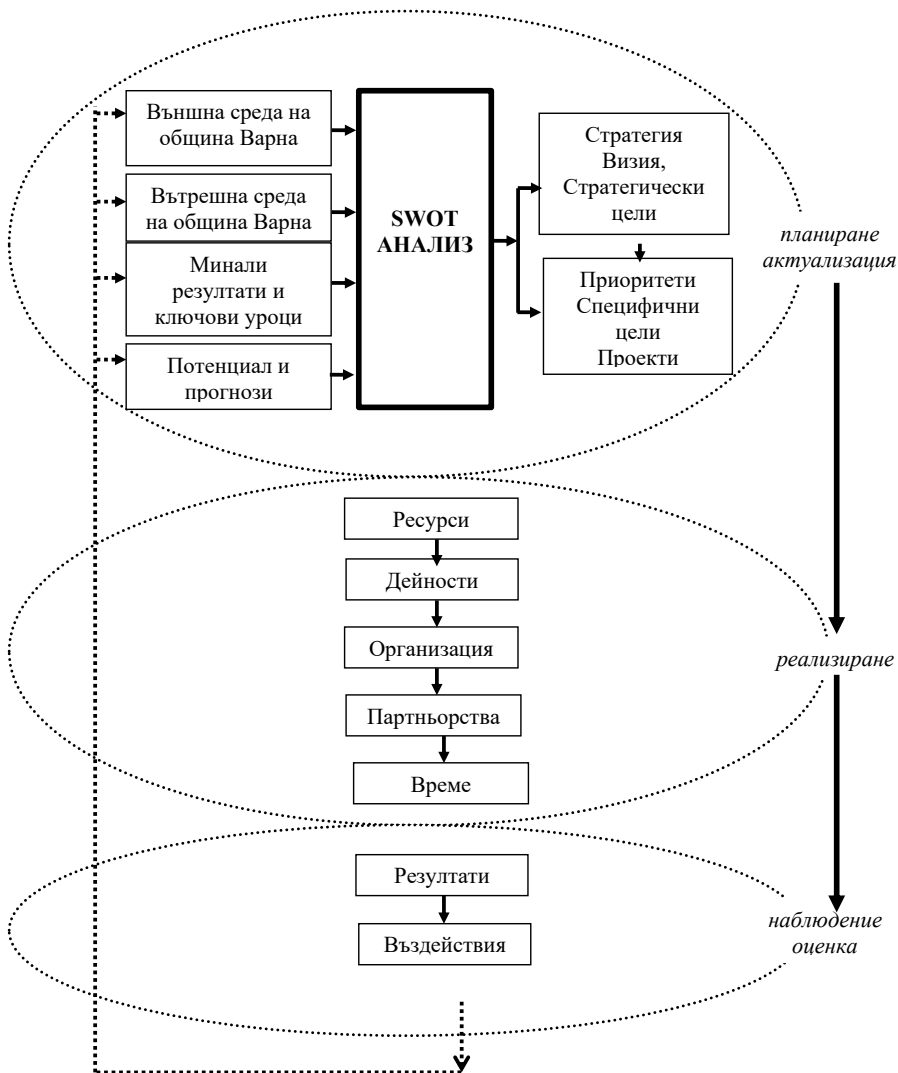 Външна среда на
община Варна
Вътрешна среда
на община Варна
Минали
резултати и
ключови уроци
Потенциал и
прогнози
SWOT
АНАЛИЗ
Стратегия
Визия,
Стратегически
цели
Приоритети
Специфични
цели
Проекти
планиране
актуализация
Ресурси
Дейности
Организация
Партньорства
Време
реализиране
Резултати
Въздействия
наблюдение
оценка